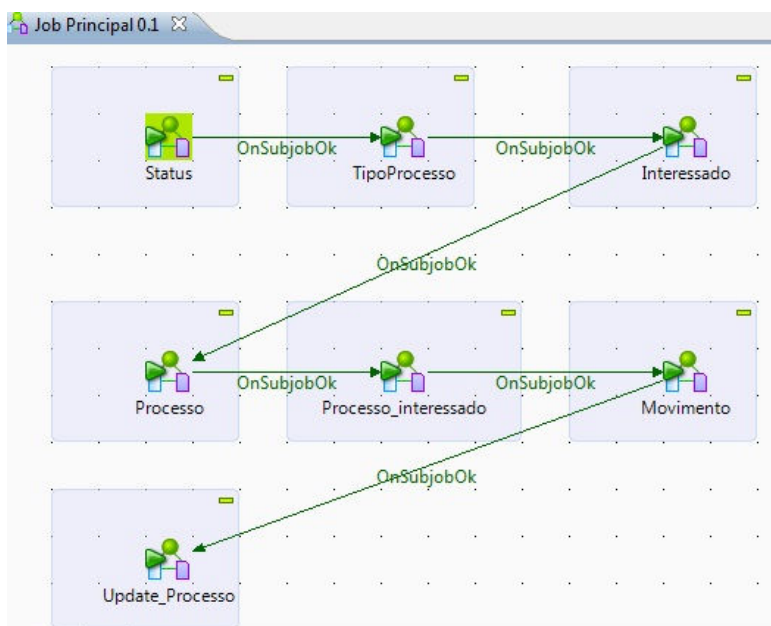 Job Principal 0.1
OnSubjobOk
OnSubjobOk
Status
TipoProcesso
Interessado
OnSubjobOk
OnSubjobOk
OnSubjobOk
Processo
Processo_interessado
Movimento
OnSubjobOk
Update_Processo